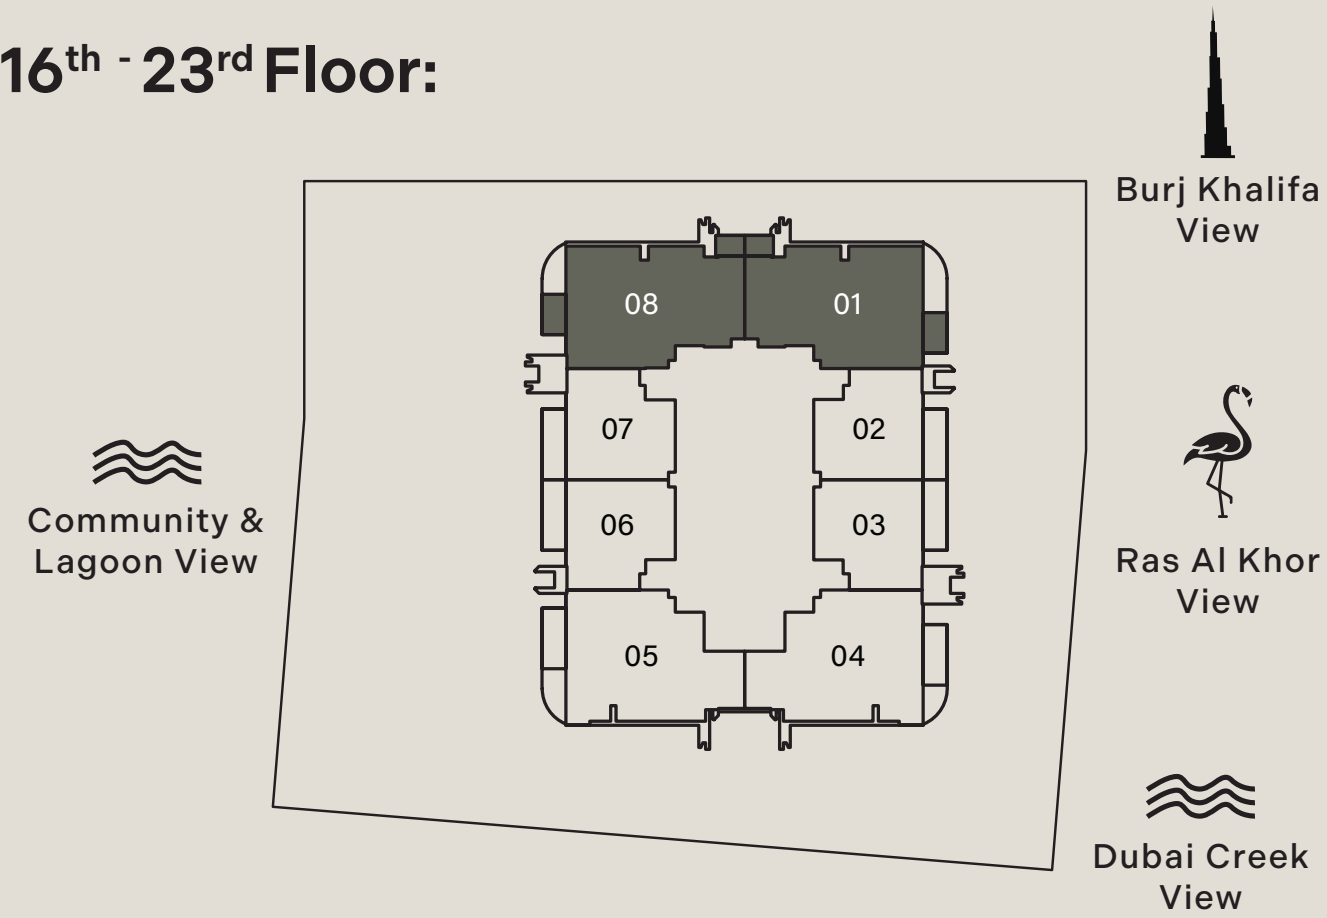 16th - 23rd Floor:
Burj Khalifa
View
08
01
07
02
Community &
Lagoon View
06
03
Ras Al Khor
View
05
04
Dubai Creek
View